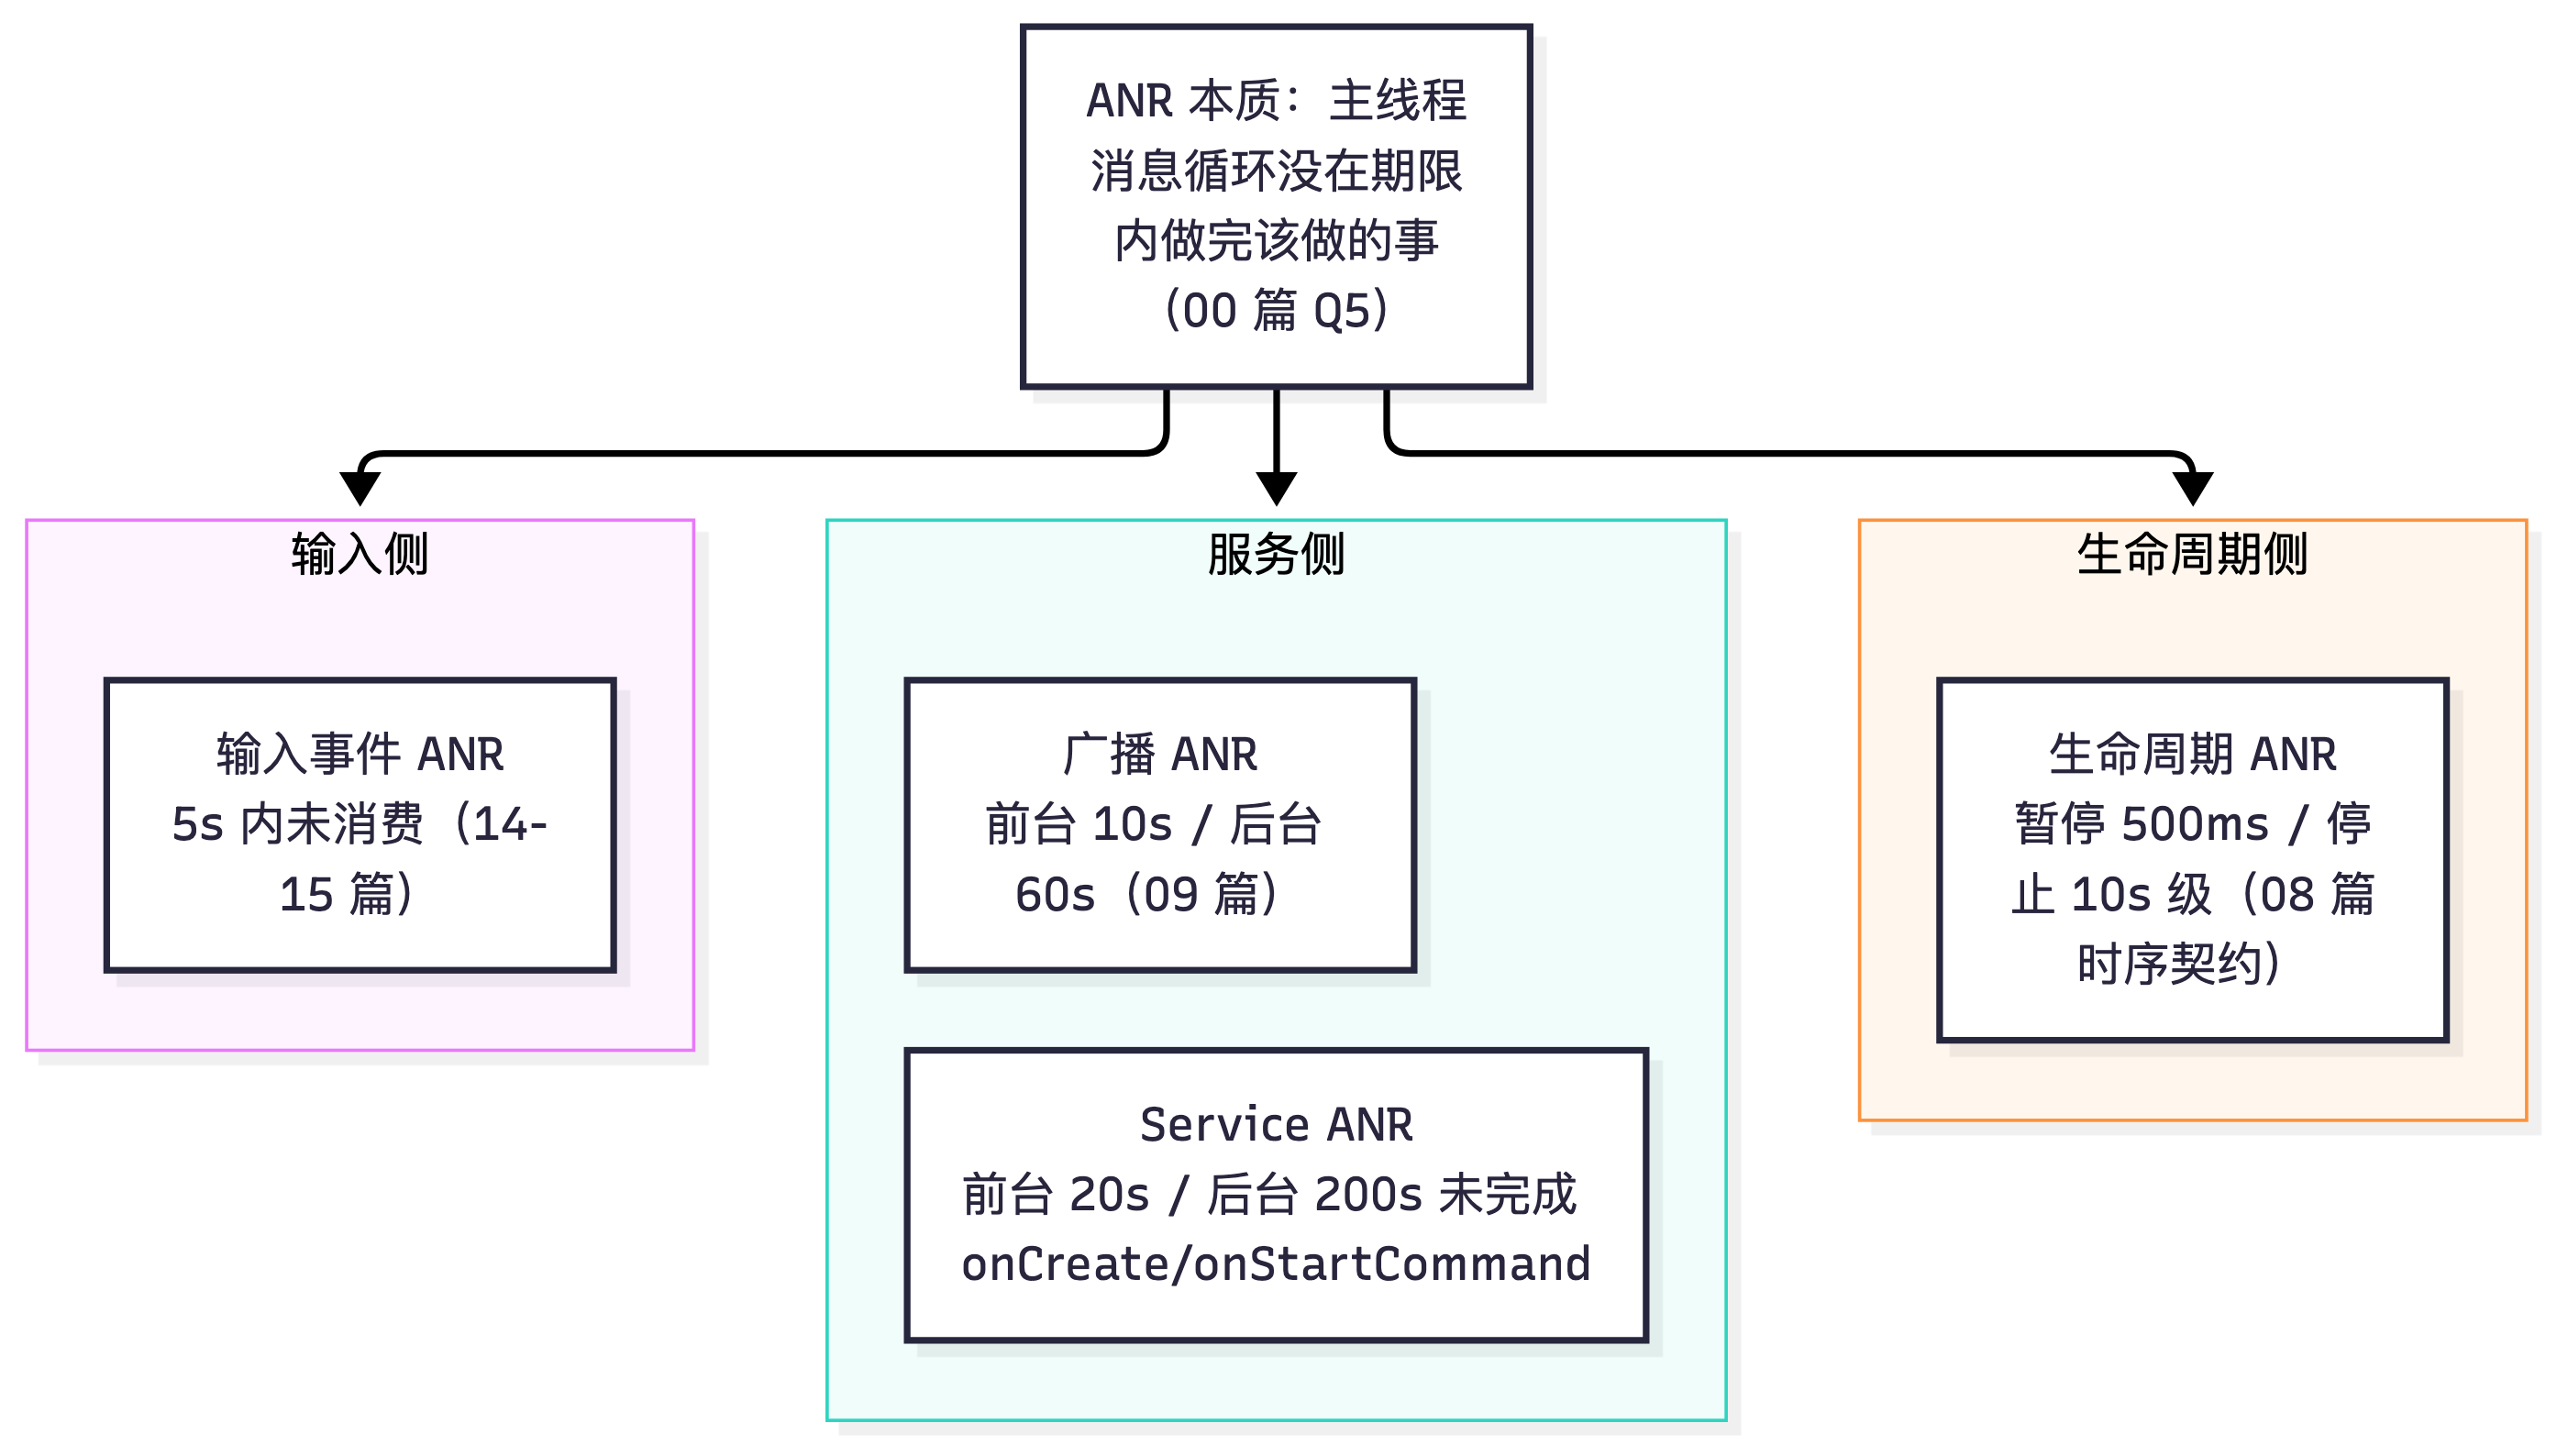 ANR 本质：主线程
消息循环没在期限
内做完该做的事
（00 篇 Q5）
输入侧
输入事件 ANR
5s 内未消费（14-
15 篇）
服务侧
广播 ANR
前台 10s / 后台
60s（09 篇）
Service ANR
前台 20s / 后台 200s 未完成
onCreate/onStartCommand
生命周期侧
生命周期 ANR
暂停 500ms / 停
止 10s 级（08 篇
时序契约）